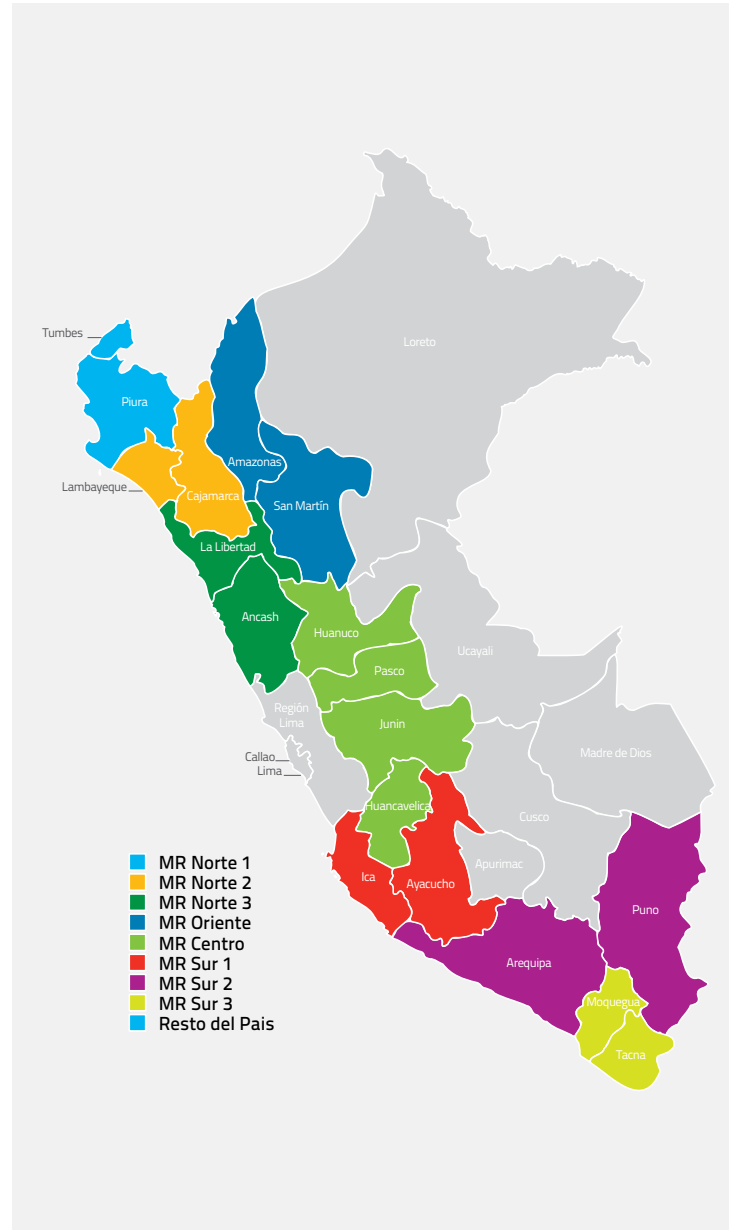 Loreto
Tumbes
Piura
Amazonas
Lambayeque
Cajamarca
San Martín
La Libertad
Ancash
Huanuco
Ucayali
Pasco
Región
Lima
Junin
Callao
Lima
Madre de Dios
Huancavelica
Cusco
Apurimac
Ica
Ayacucho
Puno
Arequipa
Moquegua
Tacna
MR Norte 1
MR Norte 2
MR Norte 3
MR Oriente
MR Centro
MR Sur 1
MR Sur 2
MR Sur 3
Resto del Pais